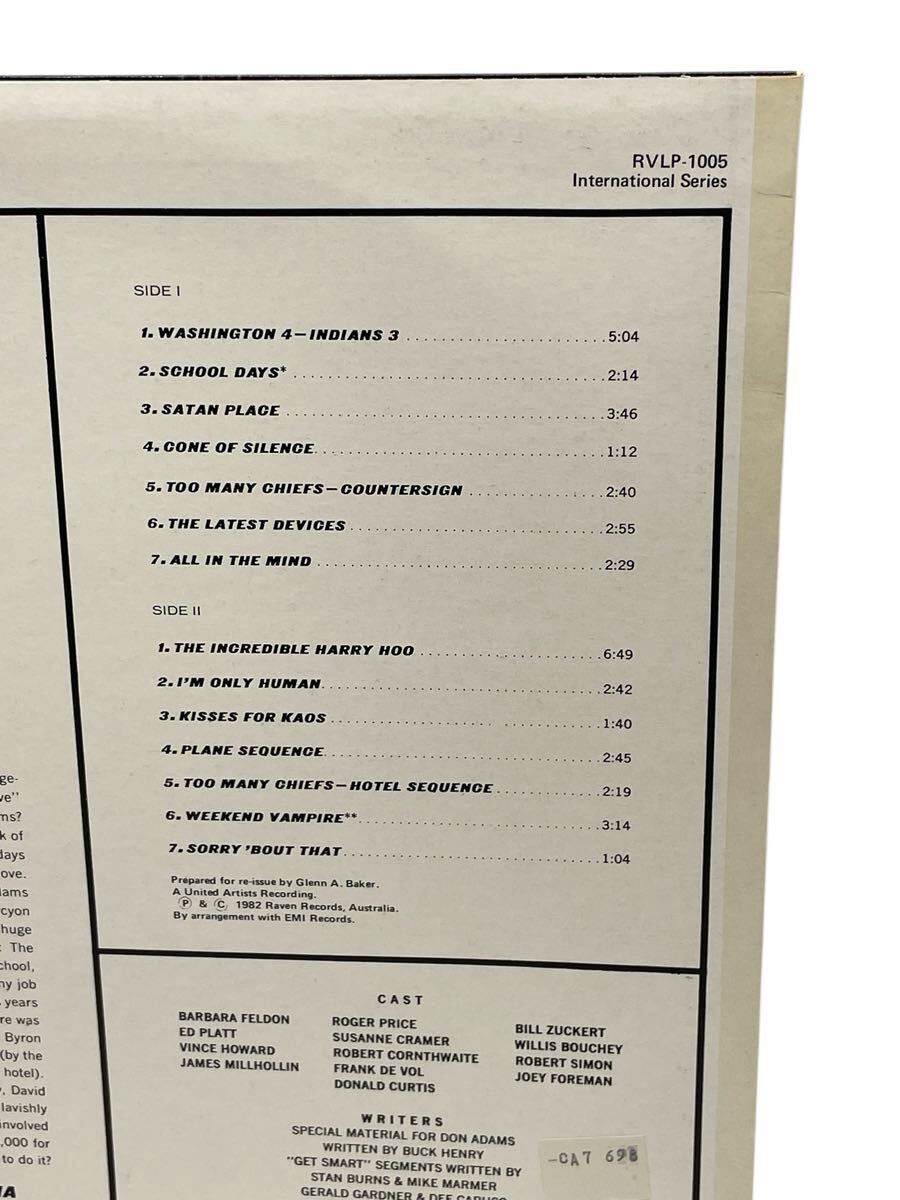 RVLP-1005
International Series
SIDE I
1. WASHINGTON 4—INDIANS 3 ....................... 5:04
2. SCHOOL DAYS* .................................... 2:14
3. SATAN PLACE .................................... 3:46
4. CONE OF SILENCE................................. 1:12
5. TOO MANY CHIEFS—COUNTERSIGN ............... 2:40
6. THE LATEST DEVICES ............................. 2:55
7. ALL IN THE MIND ................................. 2:29
SIDE II
1. THE INCREDIBLE HARRY HOO ..................... 6:49
2. I'M ONLY HUMAN................................ 2:42
3. KISSES FOR KAOS ............................... 1:40
4. PLANE SEQUENCE................................ 2:45
5. TOO MANY CHIEFS—HOTEL SEQUENCE ............ 2:19
6. WEEKEND VAMPIRE**............................ 3:14
7. SORRY 'BOUT THAT.............................. 1:04
Prepared for re-issue by Glenn A. Baker.
A United Artists Recording.
Ⓟ & © 1982 Raven Records, Australia.
By arrangement with EMI Records.
ge-
ve"
ms?
k of
days
ove.
lams
rcyon
huge
: The
chool,
ny job
years
re was
Byron
(by the
hotel).
, David
lavishly
involved
,000 for
to do it?
CAST
BARBARA FELDON
ED PLATT
VINCE HOWARD
JAMES MILLHOLLIN
ROGER PRICE
SUSANNE CRAMER
ROBERT CORNTHWAITE
FRANK DE VOL
DONALD CURTIS
BILL ZUCKERT
WILLIS BOUCHEY
ROBERT SIMON
JOEY FOREMAN
WRITERS
SPECIAL MATERIAL FOR DON ADAMS
WRITTEN BY BUCK HENRY
"GET SMART" SEGMENTS WRITTEN BY
STAN BURNS & MIKE MARMER
GERALD GARDNER & DEE CARUSO
-CA7 698